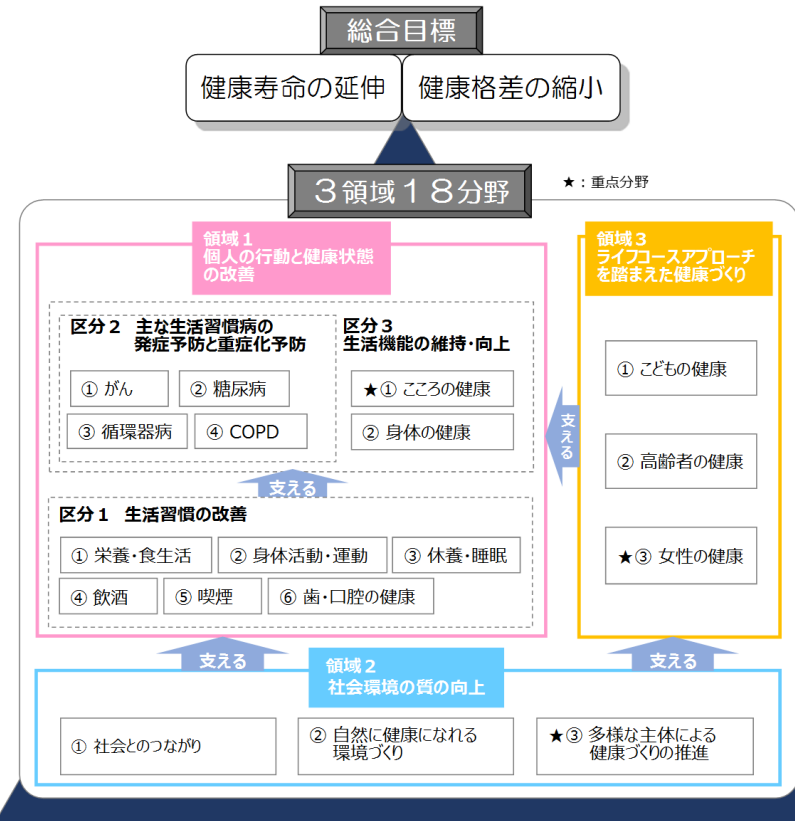 総合目標
健康寿命の延伸
健康格差の縮小
3領域18分野
★:重点分野
領域1
個人の行動と健康状態
の改善
区分2 主な生活習慣病の
発症予防と重症化予防
① がん
② 糖尿病
③ 循環器病
④ COPD
区分3
生活機能の維持・向上
★① こころの健康
② 身体の健康
支える
区分1 生活習慣の改善
① 栄養・食生活
② 身体活動・運動
③ 休養・睡眠
④ 飲酒
⑤ 喫煙
⑥ 歯・口腔の健康
領域3
ライフコースアプローチ
を踏まえた健康づくり
① こどもの健康
② 高齢者の健康
★③ 女性の健康
支える
支える
支える
領域2
社会環境の質の向上
① 社会とのつながり
② 自然に健康になれる
環境づくり
★③ 多様な主体による
健康づくりの推進